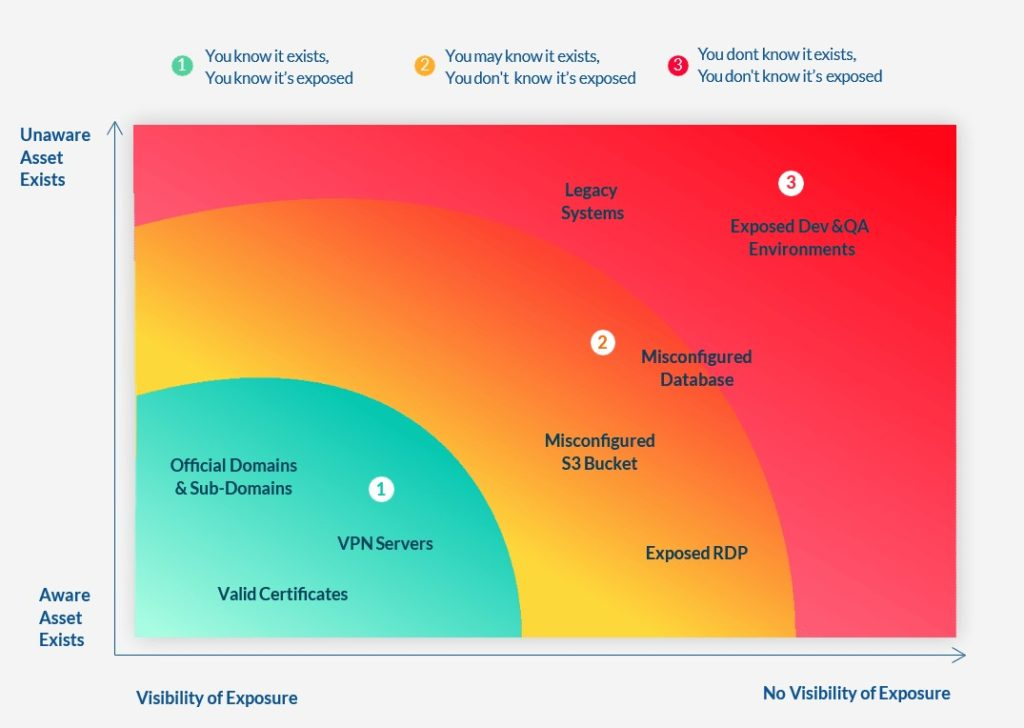 1 You know it exists,
You know it's exposed
2 You may know it exists,
You don't know it's exposed
3 You dont know it exists,
You don't know it's exposed
Unaware
Asset
Exists
3
Legacy
Systems
Exposed Dev &QA
Environments
2
Misconfigured
Database
Misconfigured
S3 Bucket
Official Domains
& Sub-Domains
1
VPN Servers
Exposed RDP
Valid Certificates
Aware
Asset
Exists
Visibility of Exposure
No Visibility of Exposure